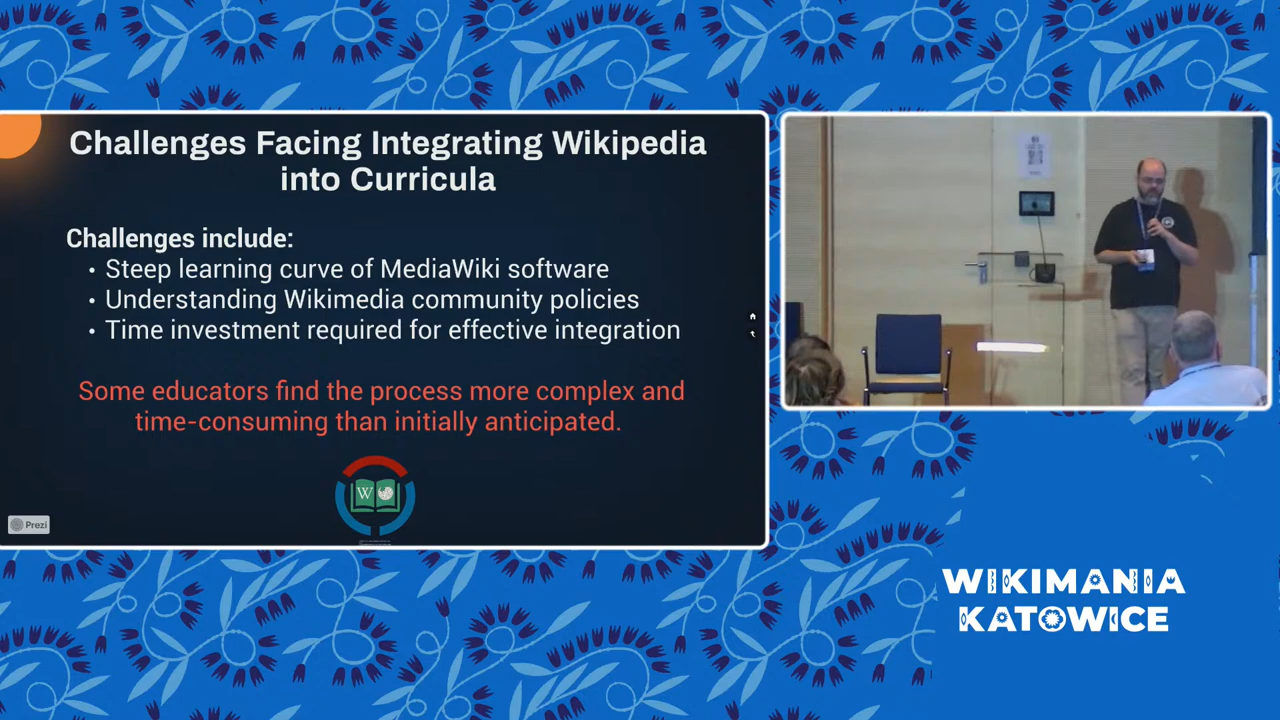 Challenges Facing Integrating Wikipedia
into Curricula
Challenges include:
• Steep learning curve of MediaWiki software
• Understanding Wikimedia community policies
• Time investment required for effective integration
Some educators find the process more complex and
time-consuming than initially anticipated.
W
Prezi
WIKIMANIA
KATOWICE